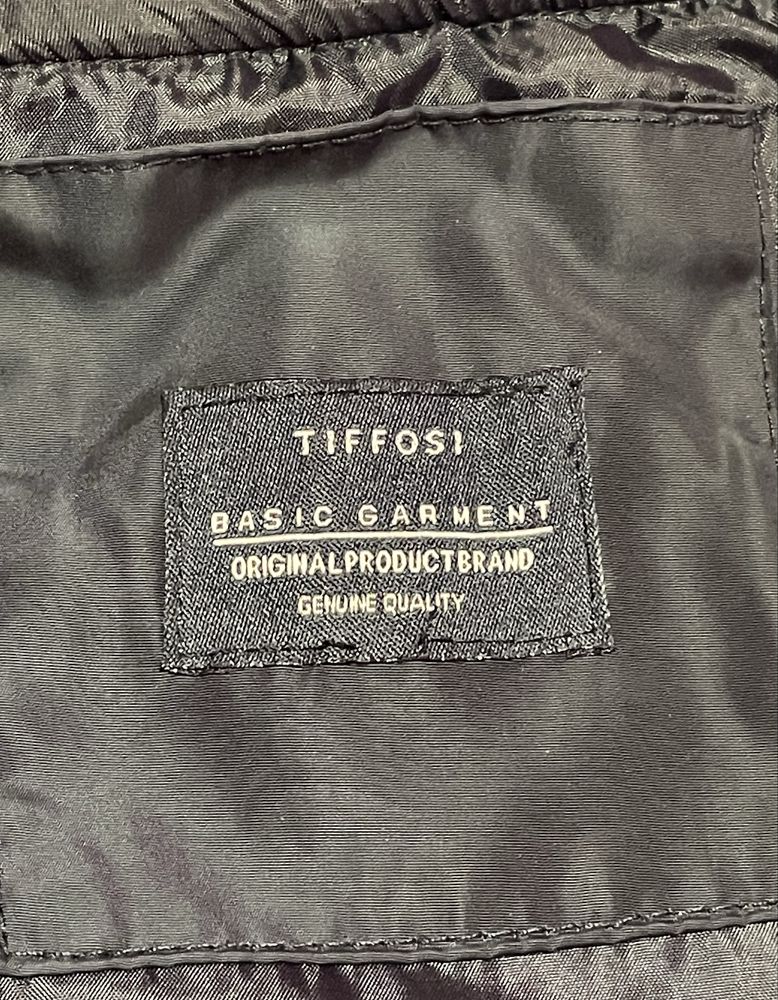 TIFFOSI
BASIC GARMENT
ORIGINALPRODUCTBRAND
GENUINE QUALITY